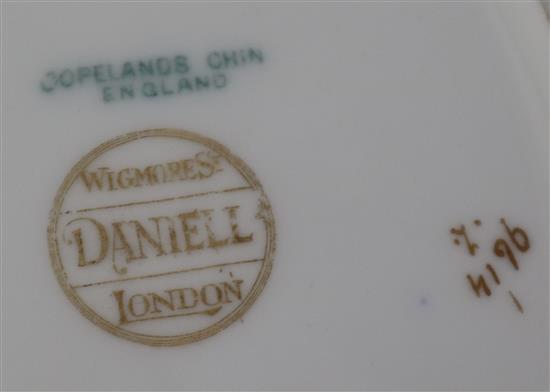 COPELANDS CHIN
ENGLAND
WIGMORE ST
DANIELL
LONDON